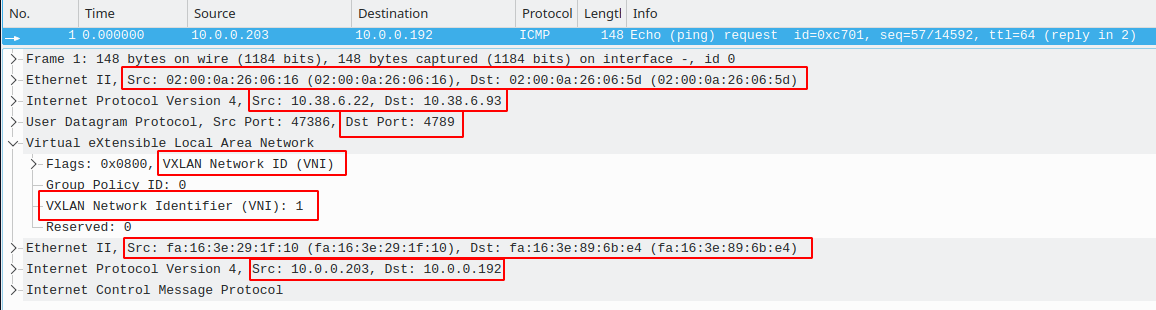 No. Time Source Destination Protocol Lengtl Info
1 0.000000 10.0.0.203 10.0.0.192 ICMP 148 Echo (ping) request id=0xc701, seq=57/14592, ttl=64 (reply in 2)
Frame 1: 148 bytes on wire (1184 bits), 148 bytes captured (1184 bits) on interface -, id 0
Ethernet II, Src: 02:00:0a:26:06:16 (02:00:0a:26:06:16), Dst: 02:00:0a:26:06:5d (02:00:0a:26:06:5d)
Internet Protocol Version 4, Src: 10.38.6.22, Dst: 10.38.6.93
User Datagram Protocol, Src Port: 47386, Dst Port: 4789
Virtual eXtensible Local Area Network
Flags: 0x0800, VXLAN Network ID (VNI)
Group Policy ID: 0
VXLAN Network Identifier (VNI): 1
Reserved: 0
Ethernet II, Src: fa:16:3e:29:1f:10 (fa:16:3e:29:1f:10), Dst: fa:16:3e:89:6b:e4 (fa:16:3e:89:6b:e4)
Internet Protocol Version 4, Src: 10.0.0.203, Dst: 10.0.0.192
Internet Control Message Protocol